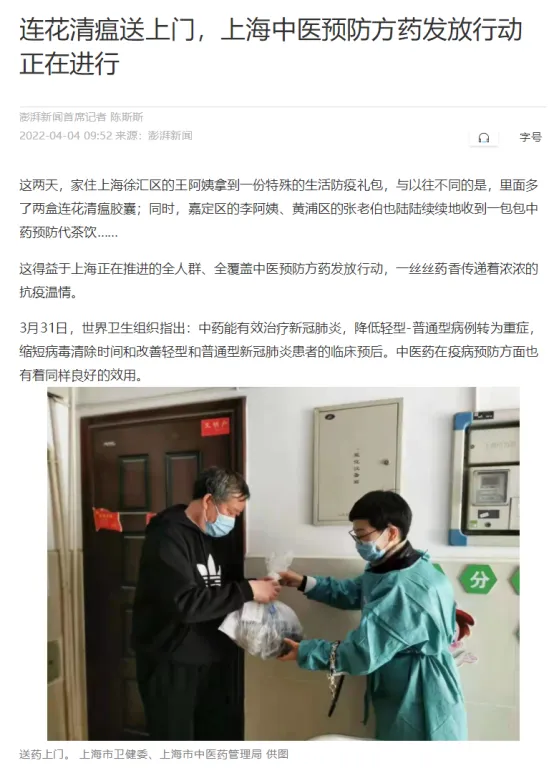 连花清瘟送上门，上海中医预防方药发放行动
正在进行
澎湃新闻首席记者 陈斯斯
2022-04-04 09:52 来源：澎湃新闻
字号
这两天，家住上海徐汇区的王阿姨拿到一份特殊的生活防疫礼包，与以往不同的是，里面多
了两盒连花清瘟胶囊；同时，嘉定区的李阿姨、黄浦区的张老伯也陆陆续续地收到一包包中
药预防代茶饮......
这得益于上海正在推进的全人群、全覆盖中医预防方药发放行动，一丝丝药香传递着浓浓的
抗疫温情。
3月31日，世界卫生组织指出：中药能有效治疗新冠肺炎，降低轻型-普通型病例转为重症，
缩短病毒清除时间和改善轻型和普通型新冠肺炎患者的临床预后。中医药在疫病预防方面也
有着同样良好的效用。
分
送药上门。 上海市卫健委、上海市中医药管理局 供图